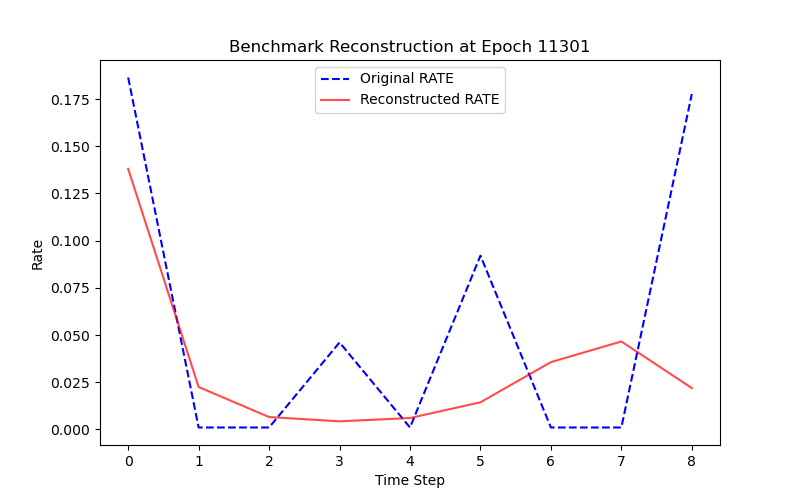 Benchmark Reconstruction at Epoch 11301
Original RATE
Reconstructed RATE
0.175
0.150
0.125
0.100
0.075
0.050
0.025
0.000
Rate
0 1 2 3 4 5 6 7 8
Time Step